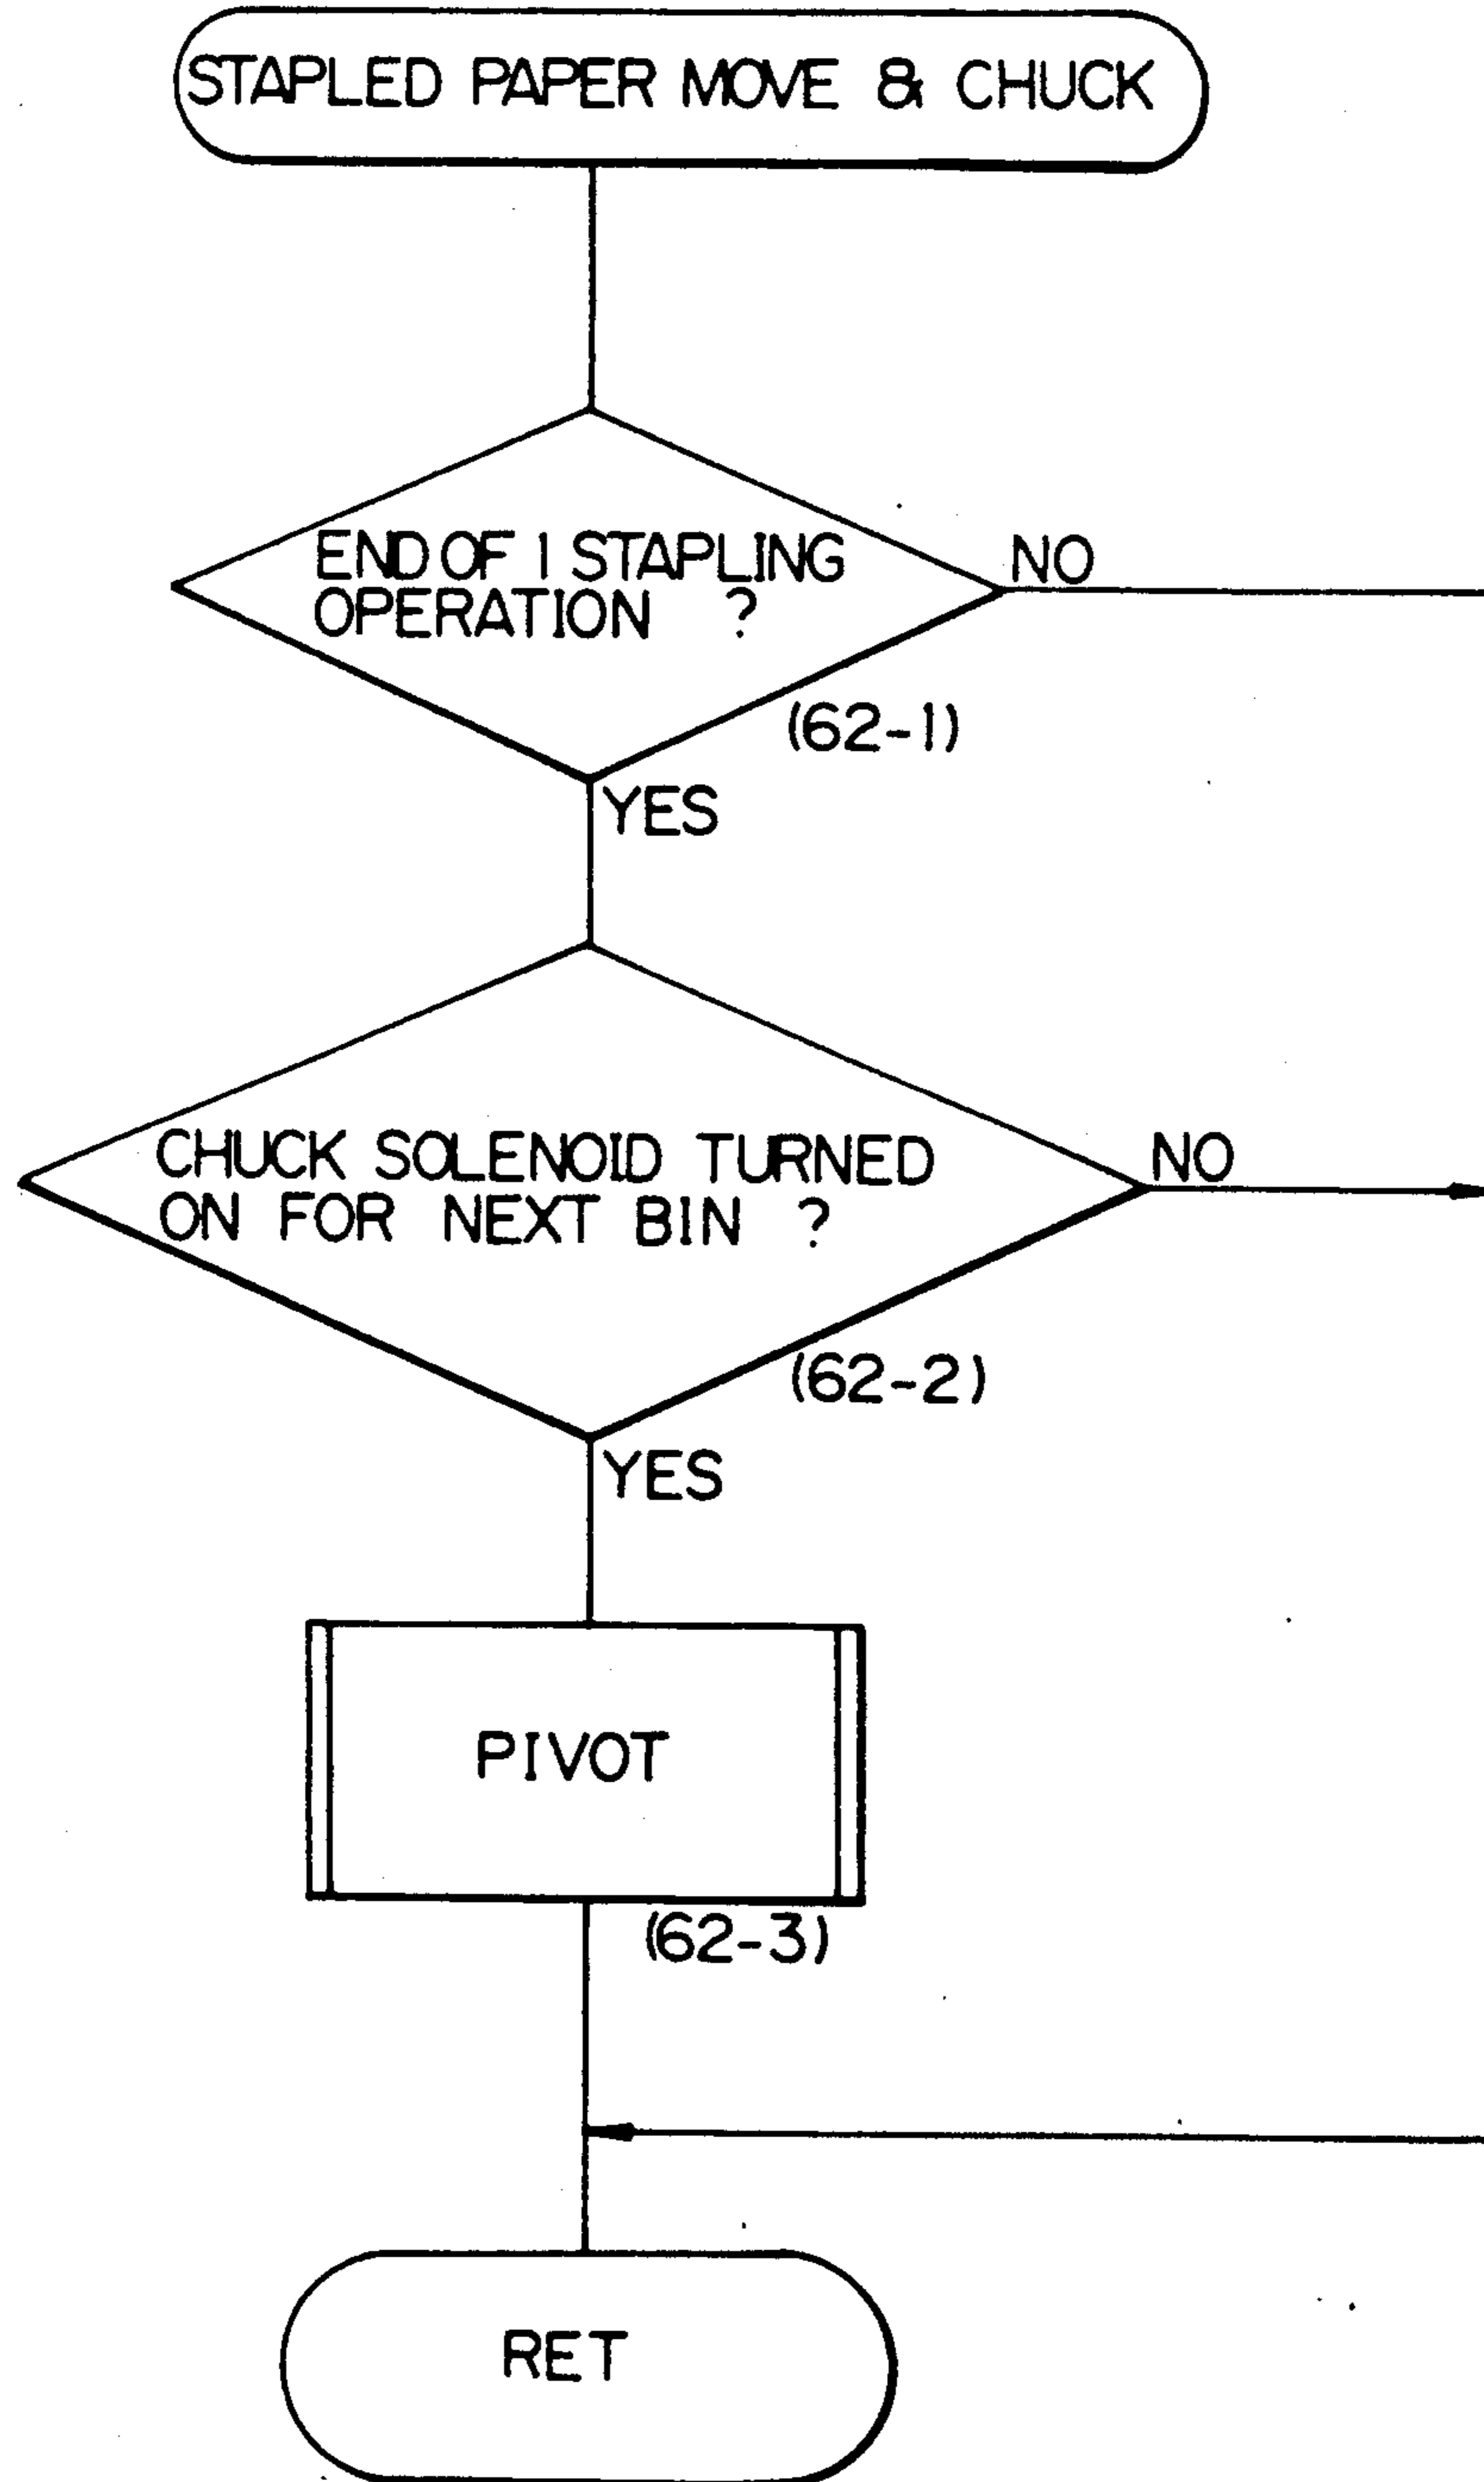 STAPLED PAPER MOVE & CHUCK
END OF 1 STAPLING
OPERATION ?
NO
(62-1)
YES
CHUCK SOLENOID TURNED
ON FOR NEXT BIN ?
NO
(62-2)
YES
PIVOT
(62-3)
RET